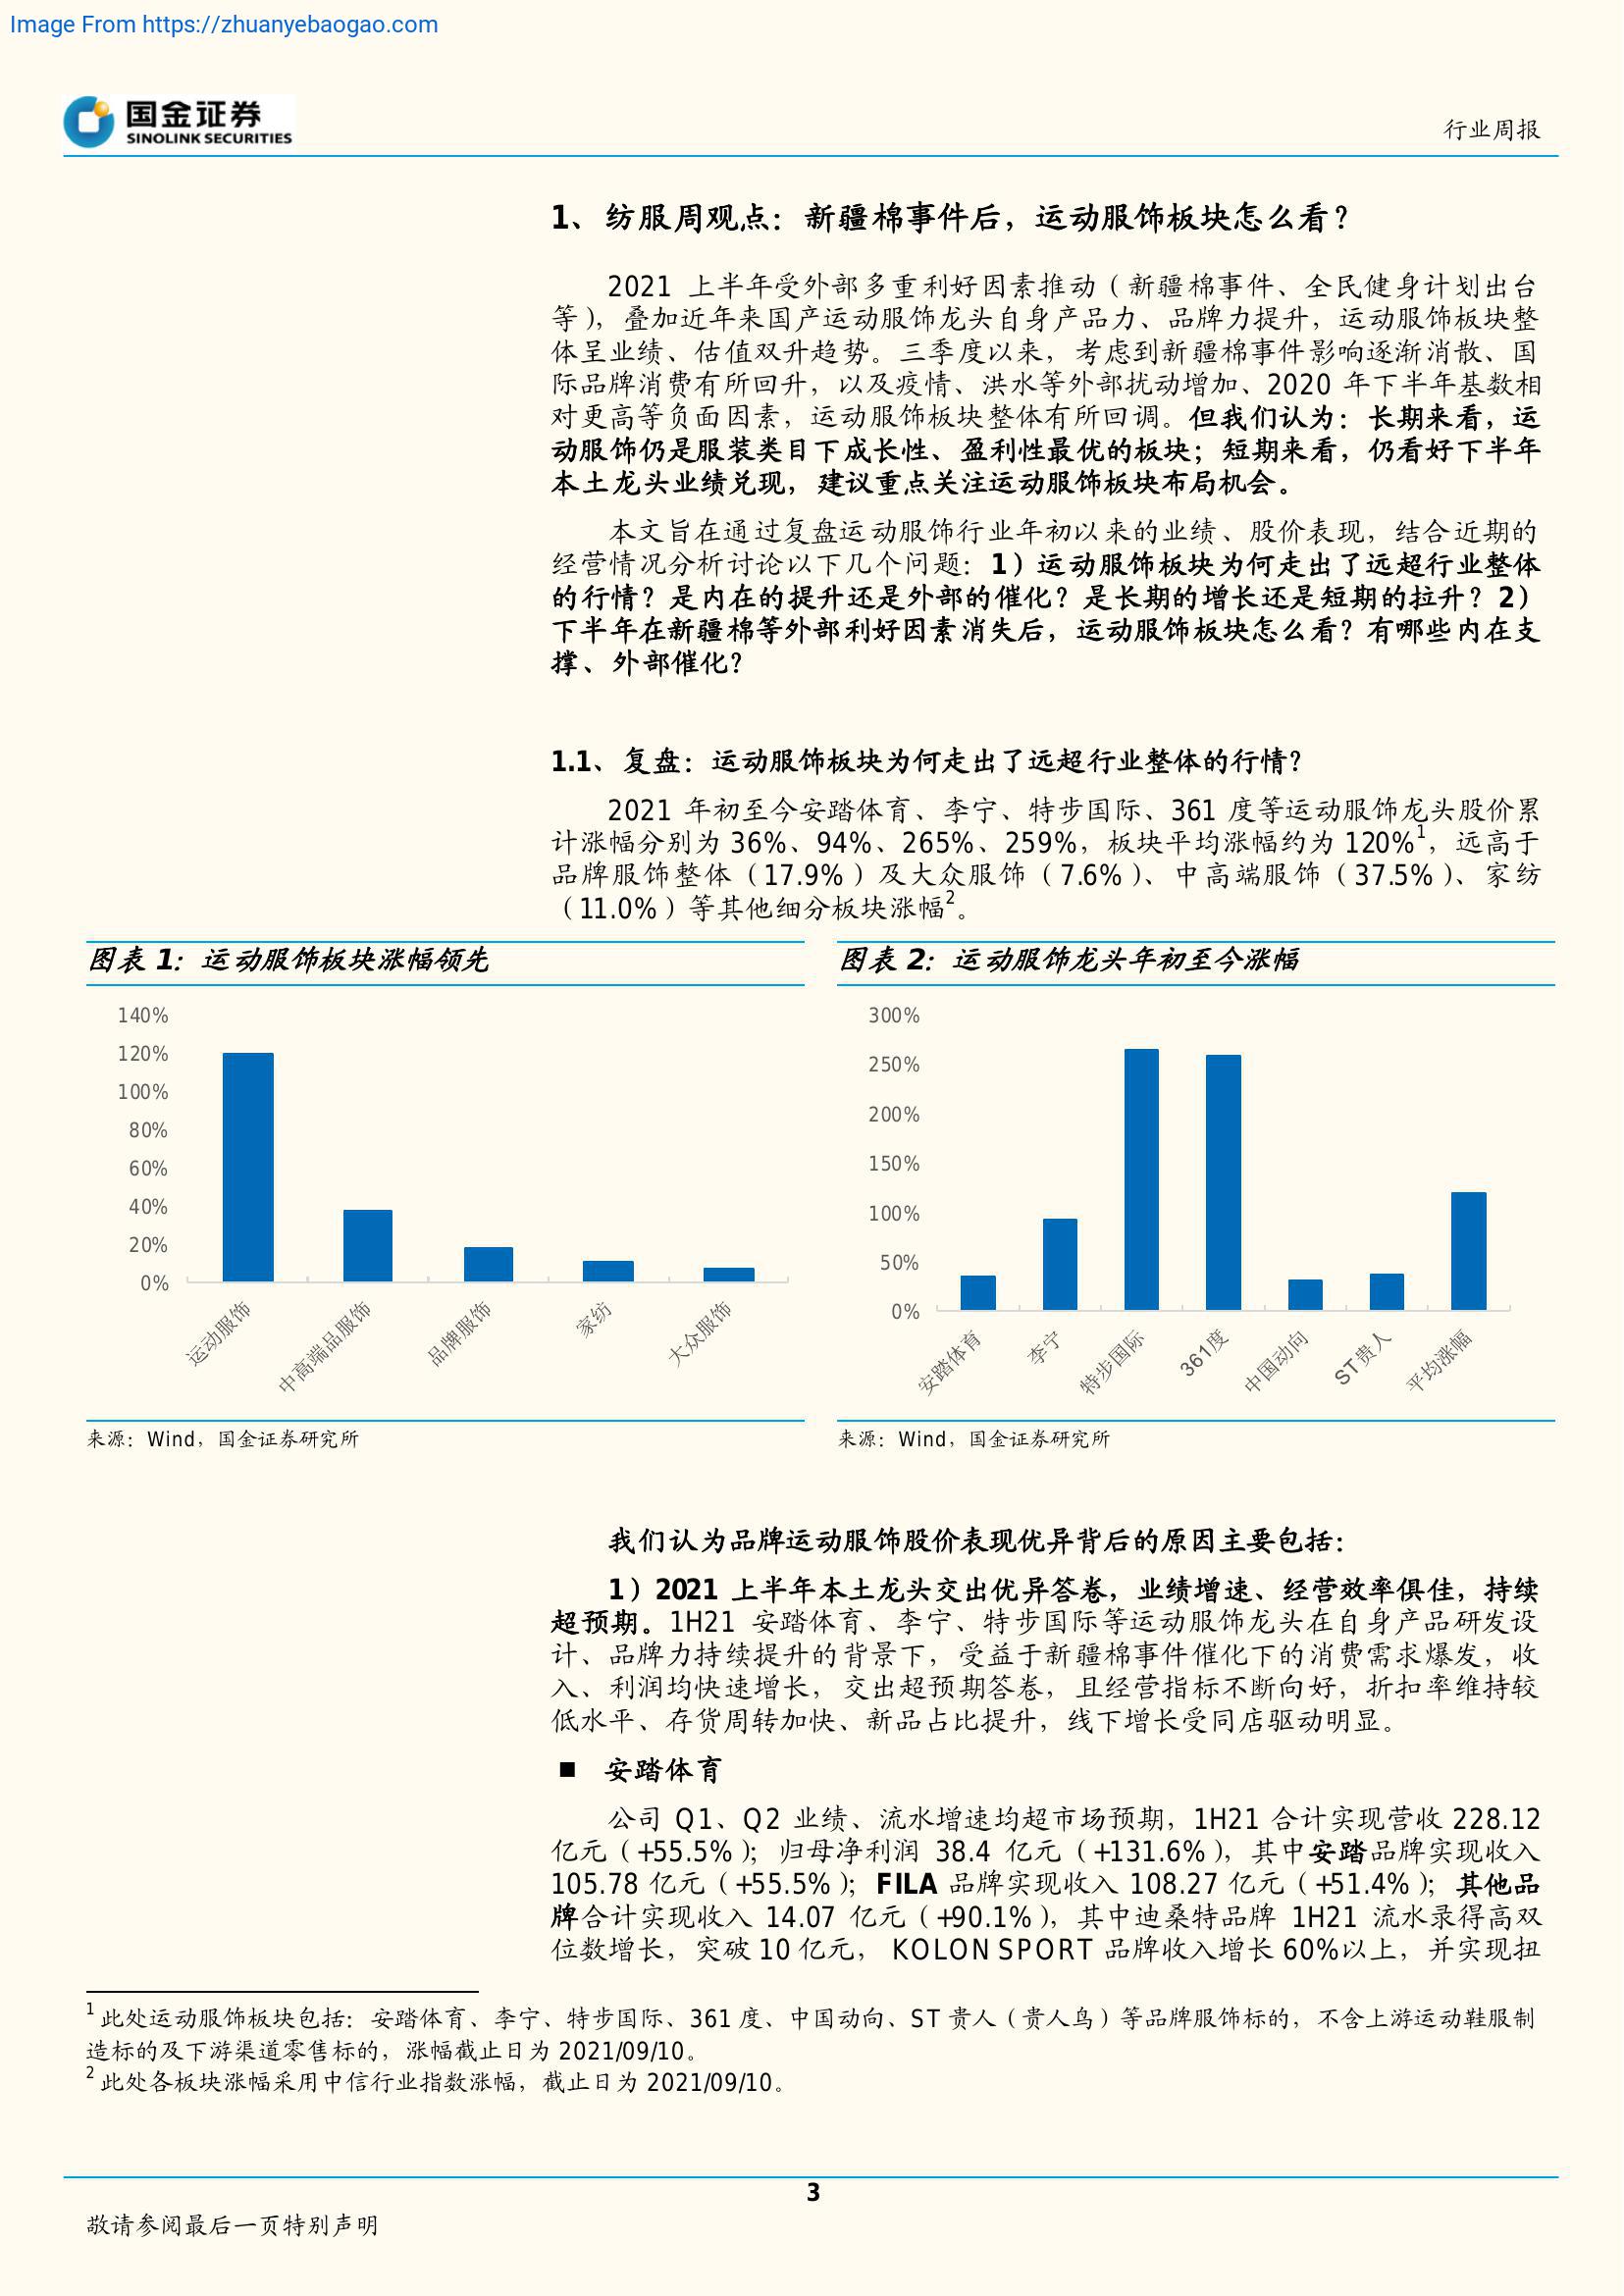 Image From https://zhuanyebaogao.com
国金证券
SINOLINK SECURITIES
行业周报
1、纺服周观点：新疆棉事件后，运动服饰板块怎么看？
2021 上半年受外部多重利好因素推动（新疆棉事件、全民健身计划出台
等），叠加近年来国产运动服饰龙头自身产品力、品牌力提升，运动服饰板块整
体呈业绩、估值双升趋势。三季度以来，考虑到新疆棉事件影响逐渐消散、国
际品牌消费有所回升，以及疫情、洪水等外部扰动增加、2020 年下半年基数相
对更高等负面因素，运动服饰板块整体有所回调。但我们认为：长期来看，运
动服饰仍是服装类目下成长性、盈利性最优的板块；短期来看，仍看好下半年
本土龙头业绩兑现，建议重点关注运动服饰板块布局机会。
本文旨在通过复盘运动服饰行业年初以来的业绩、股价表现，结合近期的
经营情况分析讨论以下几个问题：1）运动服饰板块为何走出了远超行业整体
的行情？是内在的提升还是外部的催化？是长期的增长还是短期的拉升？2）
下半年在新疆棉等外部利好因素消失后，运动服饰板块怎么看？有哪些内在支
撑、外部催化？
1.1、复盘：运动服饰板块为何走出了远超行业整体的行情？
2021 年初至今安踏体育、李宁、特步国际、361 度等运动服饰龙头股价累
计涨幅分别为 36%、94%、265%、259%，板块平均涨幅约为 120%1，远高于
品牌服饰整体（17.9%）及大众服饰（7.6%）、中高端服饰（37.5%）、家纺
（11.0%）等其他细分板块涨幅2。
图表 1：运动服饰板块涨幅领先
140%
120%
100%
80%
60%
40%
20%
0%
运动服饰
中高端品服饰
品牌服饰
家纺
大众服饰
来源：Wind，国金证券研究所
图表 2：运动服饰龙头年初至今涨幅
300%
250%
200%
150%
100%
50%
0%
安踏体育
李宁
特步国际
361度
中国动向
ST贵人
平均涨幅
来源：Wind，国金证券研究所
我们认为品牌运动服饰股价表现优异背后的原因主要包括：
1）2021 上半年本土龙头交出优异答卷，业绩增速、经营效率俱佳，持续
超预期。1H21 安踏体育、李宁、特步国际等运动服饰龙头在自身产品研发设
计、品牌力持续提升的背景下，受益于新疆棉事件催化下的消费需求爆发，收
入、利润均快速增长，交出超预期答卷，且经营指标不断向好，折扣率维持较
低水平、存货周转加快、新品占比提升，线下增长受同店驱动明显。
■ 安踏体育
公司 Q1、Q2 业绩、流水增速均超市场预期，1H21 合计实现营收 228.12
亿元（+55.5%）；归母净利润 38.4 亿元（+131.6%），其中安踏品牌实现收入
105.78 亿元（+55.5%）；FILA 品牌实现收入 108.27 亿元（+51.4%）；其他品
牌合计实现收入 14.07 亿元（+90.1%），其中迪桑特品牌 1H21 流水录得高双
位数增长，突破 10 亿元，KOLON SPORT 品牌收入增长 60%以上，并实现扭
1 此处运动服饰板块包括：安踏体育、李宁、特步国际、361 度、中国动向、ST 贵人（贵人鸟）等品牌服饰标的，不含上游运动鞋服制
造标的及下游渠道零售标的，涨幅截止日为 2021/09/10。
2 此处各板块涨幅采用中信行业指数涨幅，截止日为 2021/09/10。
3
敬请参阅最后一页特别声明